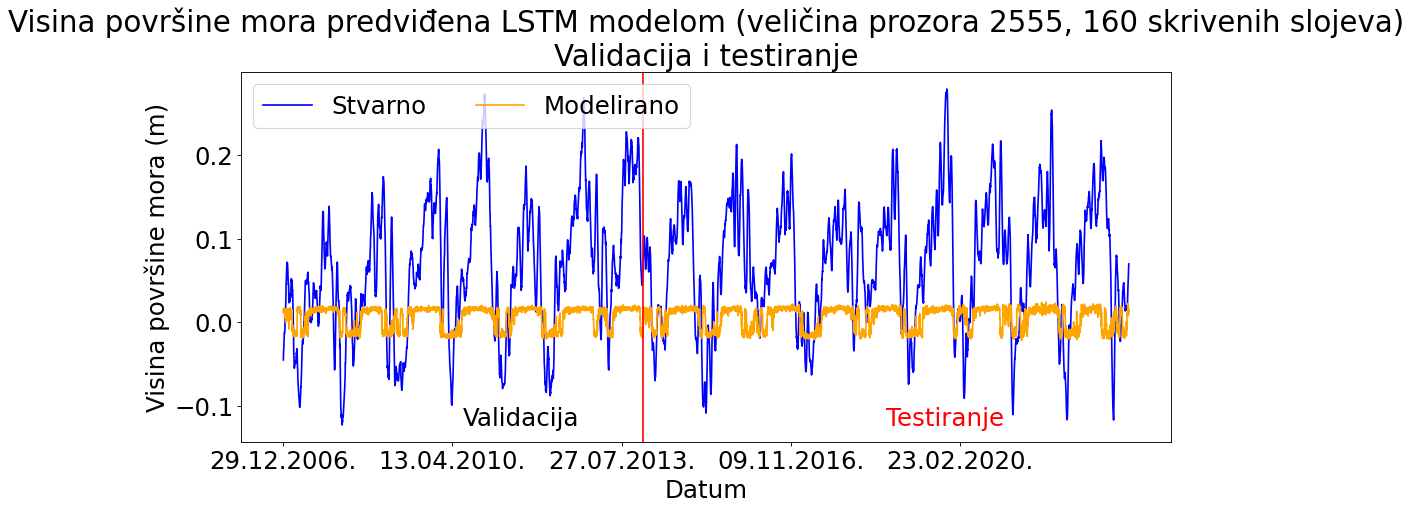 Visina površine mora predviđena LSTM modelom (veličina prozora 2555, 160 skrivenih slojeva)
Validacija i testiranje
Stvarno Modelirano
Visina površine mora (m)
0.2
0.1
0.0
−0.1
Validacija Testiranje
29.12.2006. 13.04.2010. 27.07.2013. 09.11.2016. 23.02.2020.
Datum